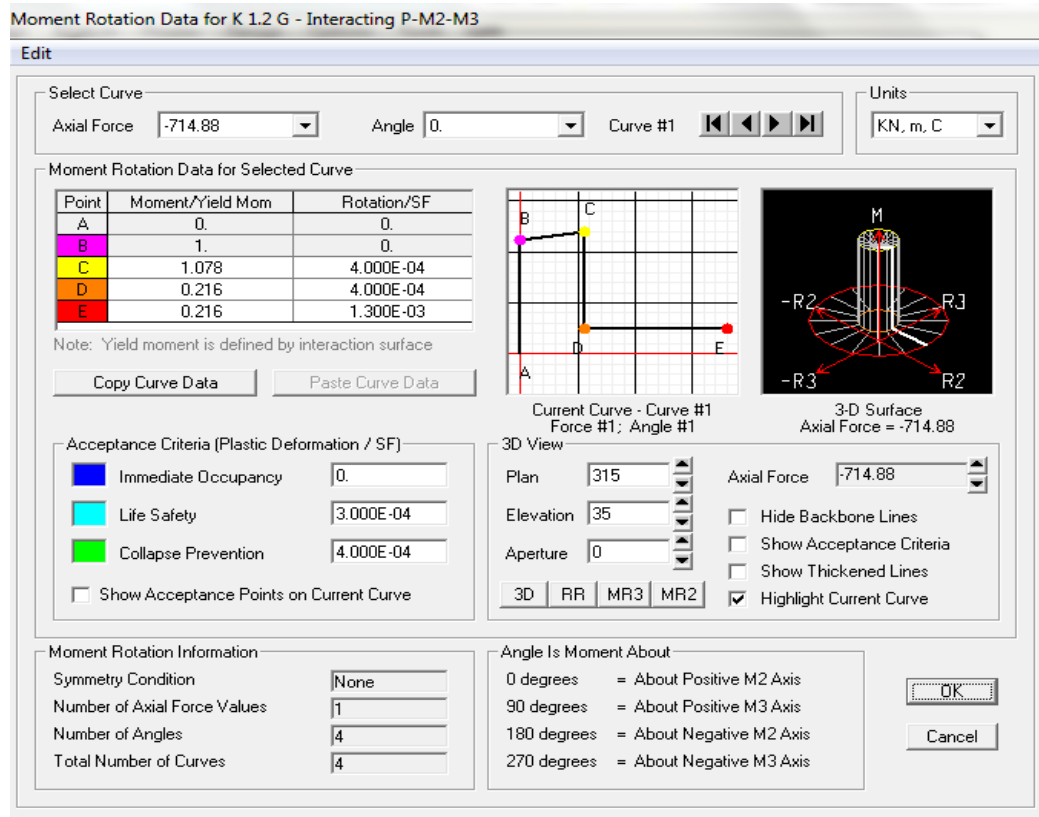 Moment Rotation Data for K 1.2 G - Interacting P-M2-M3
Edit
Select Curve
Axial Force -714.88 Angle 0. Curve #1
Units
KN, m, C
Moment Rotation Data for Selected Curve
Point Moment/Yield Mom Rotation/SF
A 0. 0.
B 1. 0.
C 1.078 4.000E-04
D 0.216 4.000E-04
E 0.216 1.300E-03
Note: Yield moment is defined by interaction surface
Copy Curve Data Paste Curve Data
B C
D E
A
Current Curve - Curve #1
Force #1; Angle #1
M
-R2 R3
-R3 R2
3-D Surface
Axial Force = -714.88
Acceptance Criteria (Plastic Deformation / SF)
Immediate Occupancy 0.
Life Safety 3.000E-04
Collapse Prevention 4.000E-04
Show Acceptance Points on Current Curve
3D View
Plan 315
Elevation 35
Aperture 0
3D RR MR3 MR2
Axial Force -714.88
Hide Backbone Lines
Show Acceptance Criteria
Show Thickened Lines
Highlight Current Curve
Moment Rotation Information
Symmetry Condition None
Number of Axial Force Values 1
Number of Angles 4
Total Number of Curves 4
Angle Is Moment About
0 degrees = About Positive M2 Axis
90 degrees = About Positive M3 Axis
180 degrees = About Negative M2 Axis
270 degrees = About Negative M3 Axis
OK
Cancel